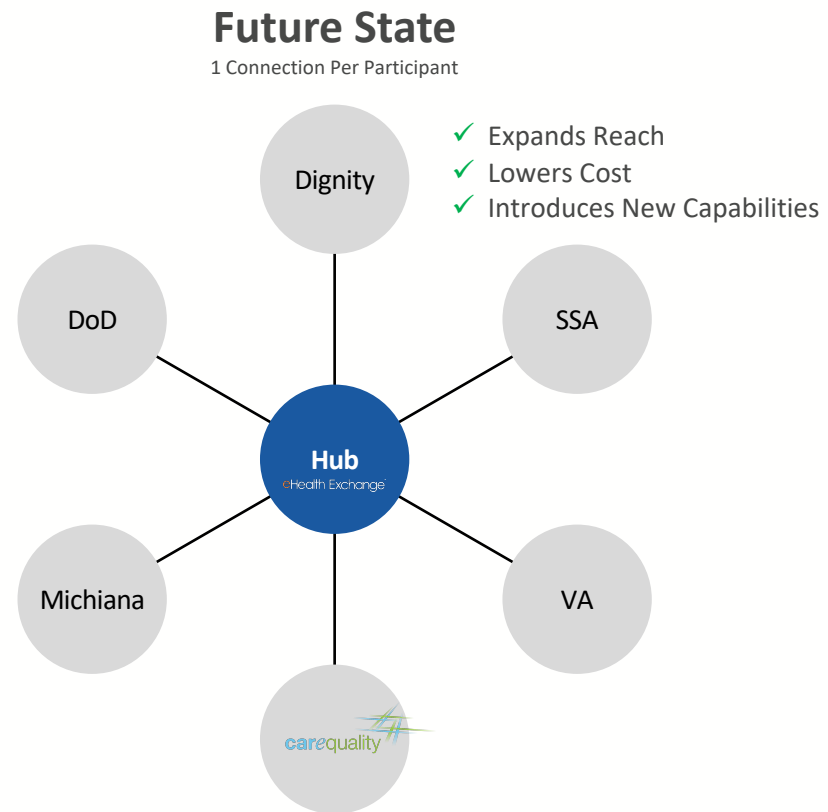 Future State
1 Connection Per Participant
✓ Expands Reach
✓ Lowers Cost
✓ Introduces New Capabilities
Dignity
DoD
SSA
Hub
eHealth Exchange
Michiana
VA
carequality